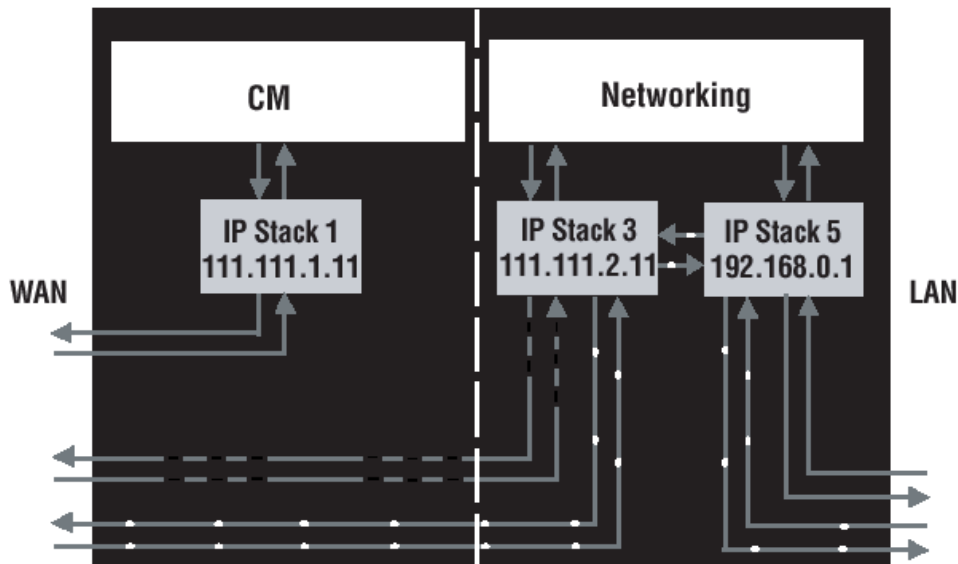 CM
Networking
IP Stack 1
111.111.1.11
IP Stack 3
111.111.2.11
IP Stack 5
192.168.0.1
WAN
LAN